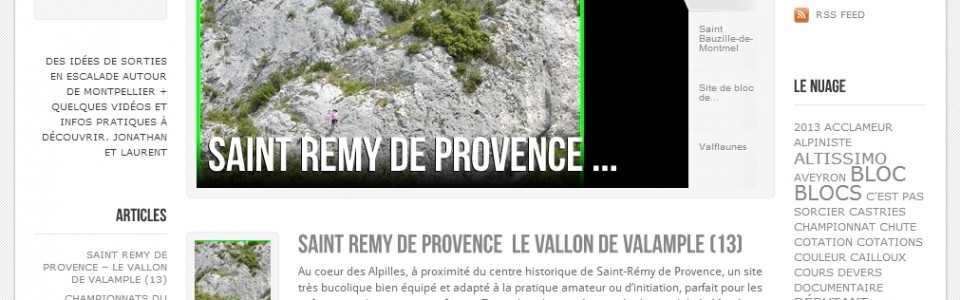 DES IDÉES DE SORTIES
EN ESCALADE AUTOUR
DE MONTPELLIER +
QUELQUES VIDÉOS ET
INFOS PRATIQUES À
DÉCOUVRIR. JONATHAN
ET LAURENT
ARTICLES
SAINT REMY DE
PROVENCE – LE VALLON
DE VALAMPLE (13)
CHAMPIONNATS DU
SAINT REMY DE PROVENCE ...
Saint
Bauzille-de-
Montmel
Site de bloc
de...
Valflaunes
SAINT REMY DE PROVENCE LE VALLON DE VALAMPLE (13)
Au coeur des Alpilles, à proximité du centre historique de Saint-Rémy de Provence, un site
très bucolique bien équipé et adapté à la pratique amateur ou d’initiation, parfait pour les
RSS FEED
LE NUAGE
2013 ACCLAMEUR
ALPINISTE
ALTISSIMO
AVEYRON BLOC
BLOCS C'EST PAS
SORCIER CASTRIES
CHAMPIONNAT CHUTE
COTATION COTATIONS
COULEUR CAILLOUX
COURS DEVERS
DOCUMENTAIRE
DÉBUTANT